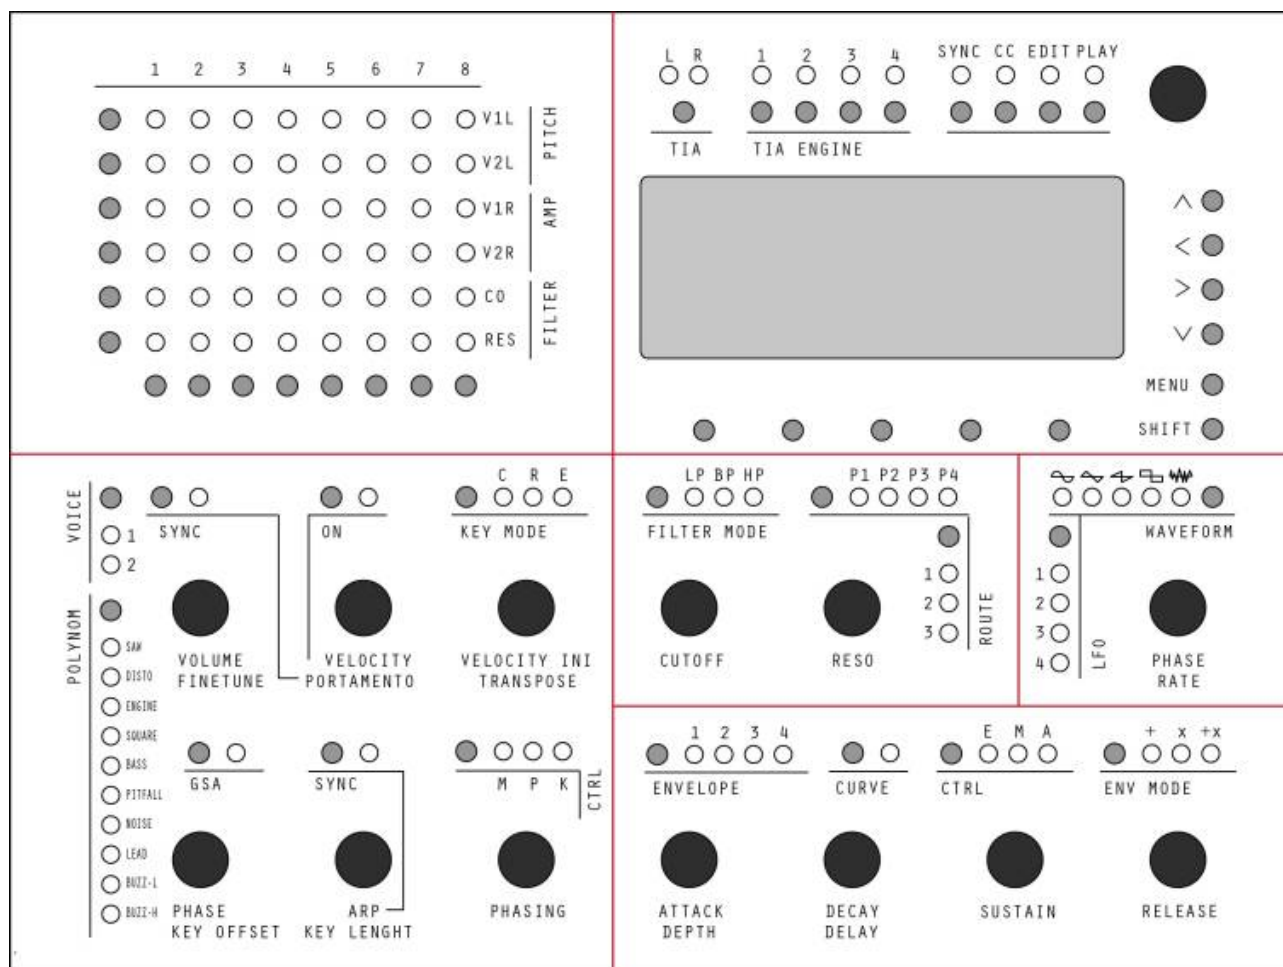 1 2 3 4 5 6 7 8
V1L
V2L
PITCH
V1R
V2R
AMP
CO
RES
FILTER
L R
TIA
1 2 3 4
TIA ENGINE
SYNC CC EDIT PLAY
MENU
SHIFT
VOICE
1
2
SYNC
ON
C R E
KEY MODE
POLYNOM
SAW
DISTO
ENGINE
SQUARE
BASS
PITFALL
NOISE
LEAD
BUZZ-L
BUZZ-H
VOLUME
FINETUNE
VELOCITY
PORTAMENTO
VELOCITY INI
TRANSPOSE
GSA
SYNC
M P K
CTRL
PHASE
KEY OFFSET
ARP
KEY LENGHT
PHASING
LP BP HP
FILTER MODE
P1 P2 P3 P4
1
2
3
ROUTE
CUTOFF
RESO
WAVEFORM
1
2
3
4
LFO
PHASE
RATE
1 2 3 4
ENVELOPE
CURVE
E M A
CTRL
+ x +x
ENV MODE
ATTACK
DEPTH
DECAY
DELAY
SUSTAIN
RELEASE